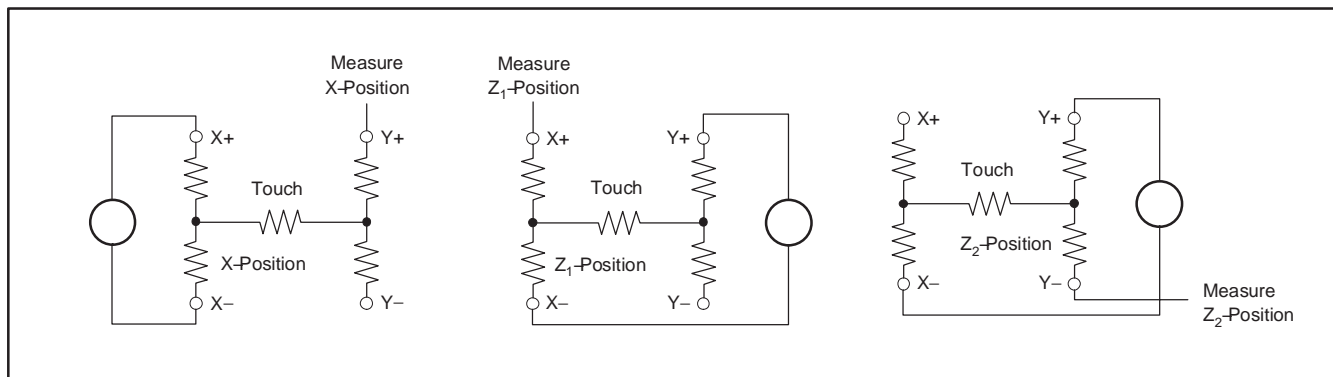 Measure
X–Position
X+
Y+
Touch
X–Position
X–
Y–
Measure
Z₁–Position
X+
Y+
Touch
Z₁–Position
X–
Y–
X+
Y+
Touch
Z₂–Position
X–
Y–
Measure
Z₂–Position